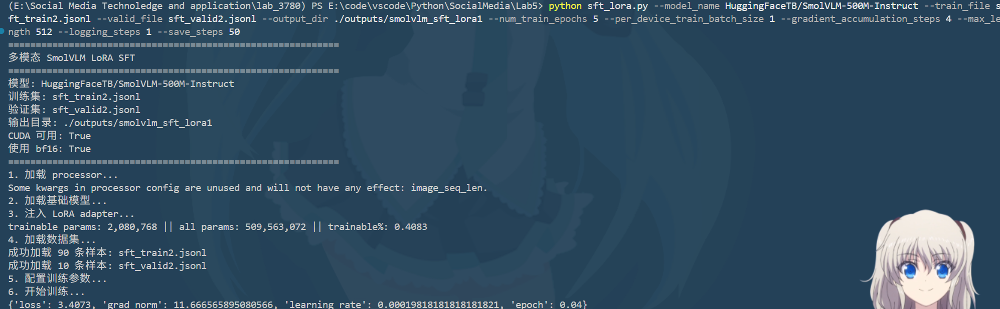 (E:\Social Media Technoledge and application\lab_3780) PS E:\code\vscode\Python\SocialMedia\Lab5> python sft_lora.py --model_name HuggingFaceTB/SmolVLM-500M-Instruct --train_file s
ft_train2.jsonl --valid_file sft_valid2.jsonl --output_dir ./outputs/smolvlm_sft_lora1 --num_train_epochs 5 --per_device_train_batch_size 1 --gradient_accumulation_steps 4 --max_le
ngth 512 --logging_steps 1 --save_steps 50
============================================================
多模态 SmolVLM LoRA SFT
============================================================
模型: HuggingFaceTB/SmolVLM-500M-Instruct
训练集: sft_train2.jsonl
验证集: sft_valid2.jsonl
输出目录: ./outputs/smolvlm_sft_lora1
CUDA 可用: True
使用 bf16: True
============================================================
1. 加载 processor...
Some kwargs in processor config are unused and will not have any effect: image_seq_len.
2. 加载基础模型...
3. 注入 LoRA adapter...
trainable params: 2,080,768 || all params: 509,563,072 || trainable%: 0.4083
4. 加载数据集...
成功加载 90 条样本: sft_train2.jsonl
成功加载 10 条样本: sft_valid2.jsonl
5. 配置训练参数...
6. 开始训练...
{'loss': 3.4073, 'grad_norm': 11.666565895080566, 'learning_rate': 0.00019818181818181821, 'epoch': 0.04}